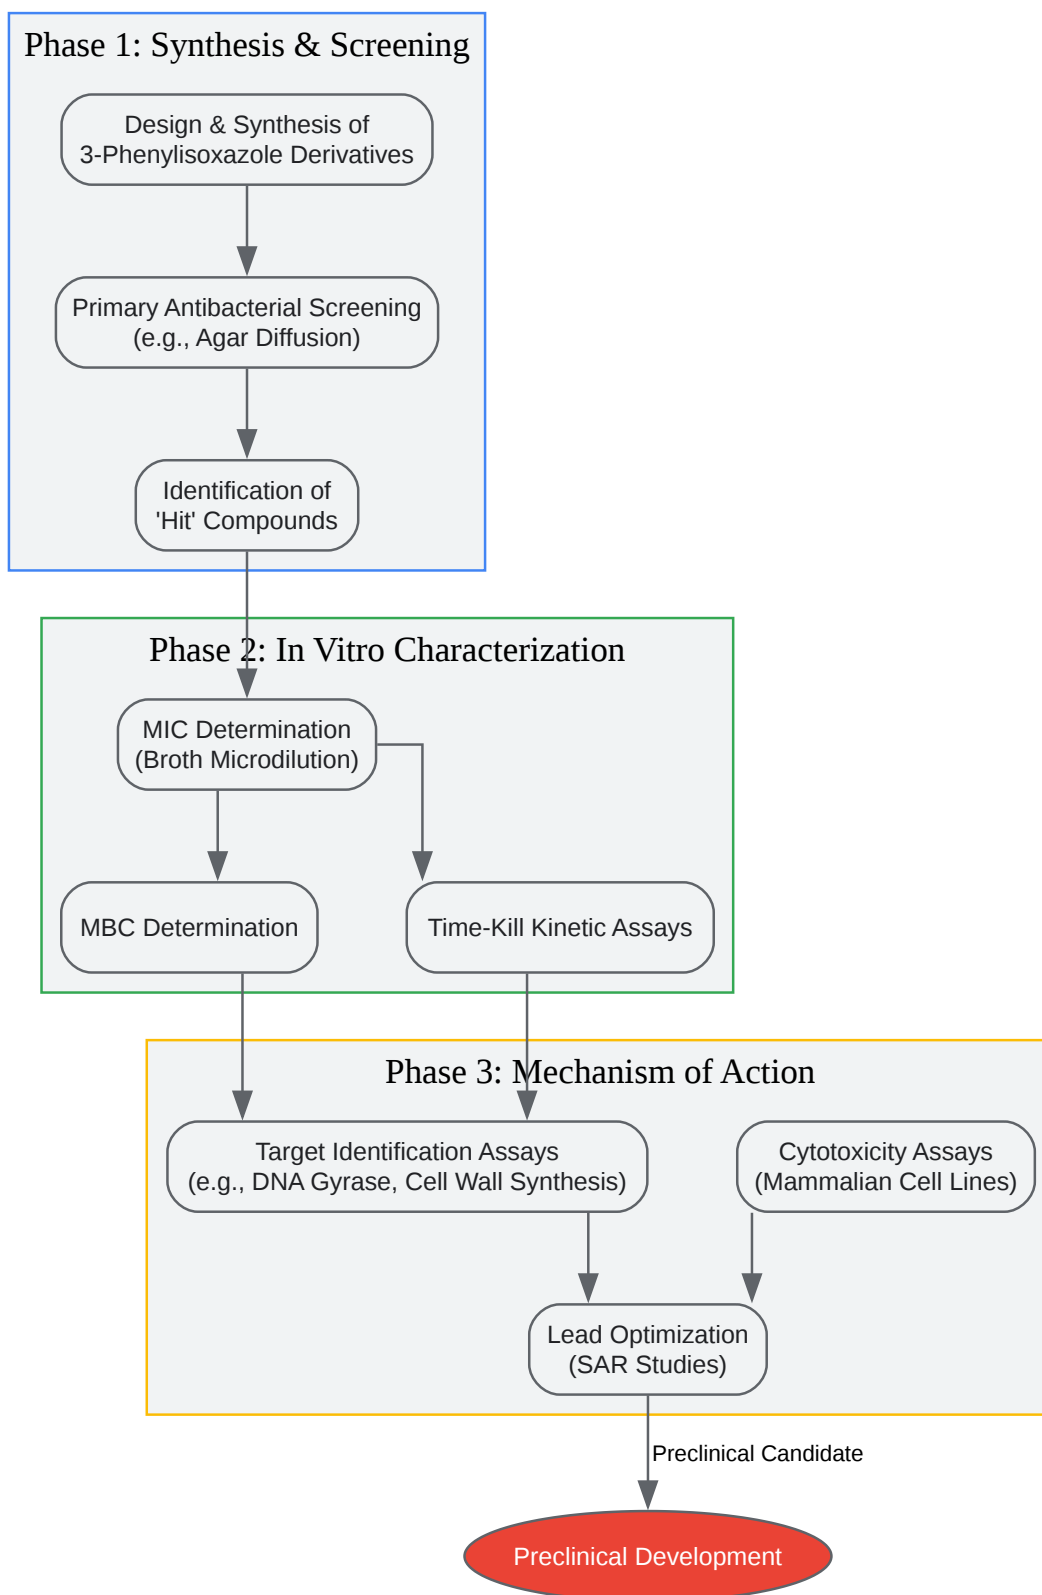 Phase 1: Synthesis & Screening
Design & Synthesis of
3-Phenylisoxazole Derivatives
Primary Antibacterial Screening
(e.g., Agar Diffusion)
Identification of
'Hit' Compounds
Phase 2: In Vitro Characterization
MIC Determination
(Broth Microdilution)
MBC Determination
Time-Kill Kinetic Assays
Phase 3: Mechanism of Action
Target Identification Assays
(e.g., DNA Gyrase, Cell Wall Synthesis)
Cytotoxicity Assays
(Mammalian Cell Lines)
Lead Optimization
(SAR Studies)
Preclinical Candidate
Preclinical Development